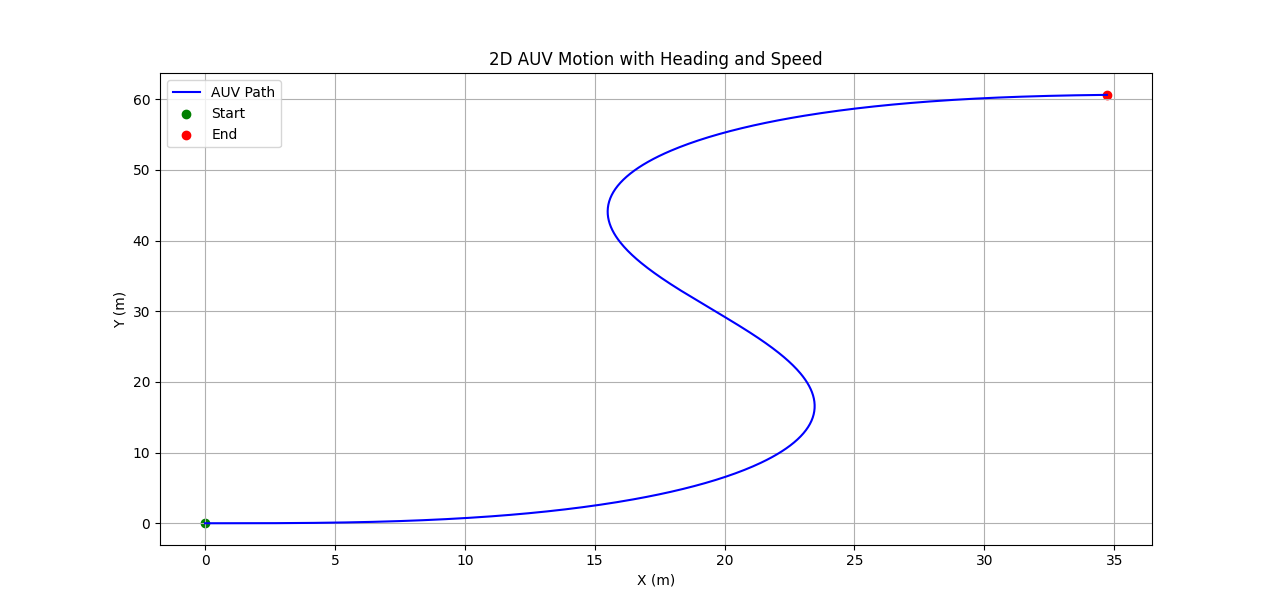 2D AUV Motion with Heading and Speed
AUV Path
Start
End
60
50
40
30
20
10
0
Y (m)
0 5 10 15 20 25 30 35
X (m)